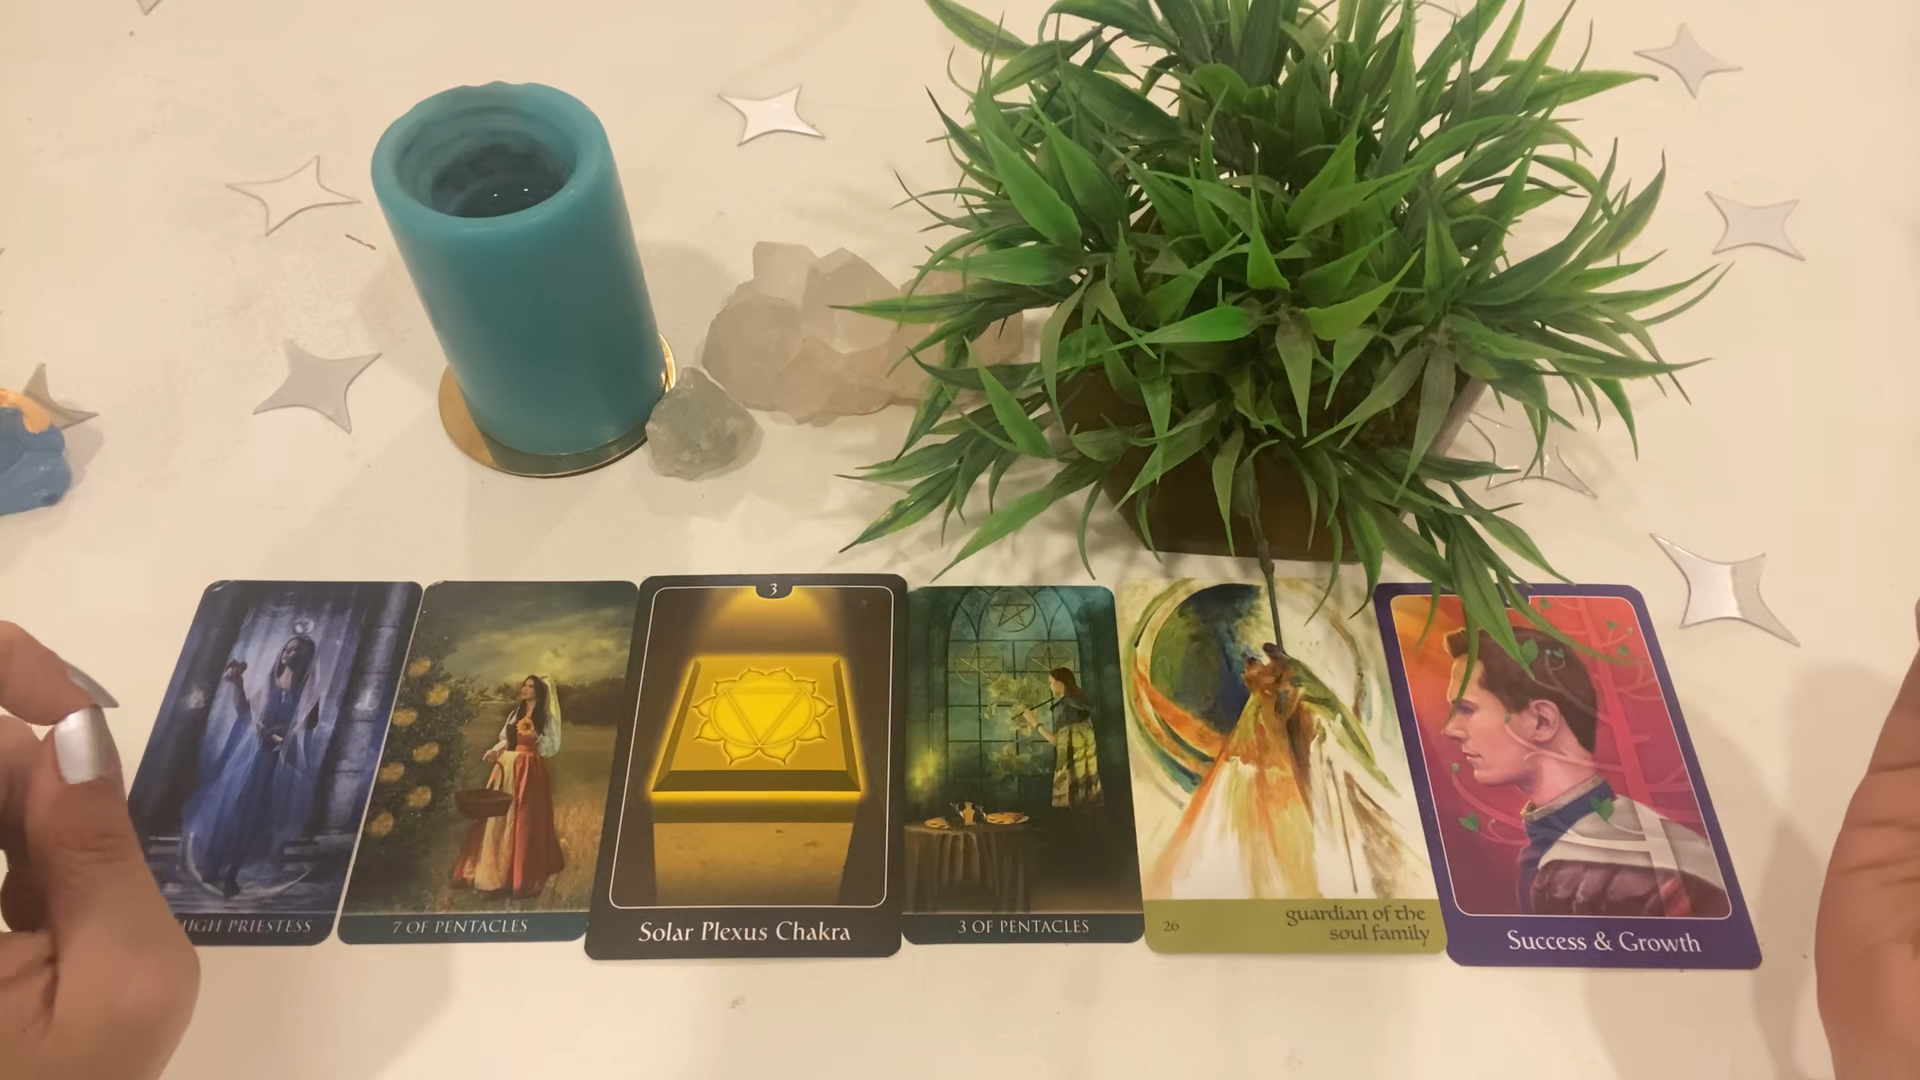 HIGH PRIESTESS
7 OF PENTACLES
3
Solar Plexus Chakra
3 OF PENTACLES
26
guardian of the
soul family
Success & Growth